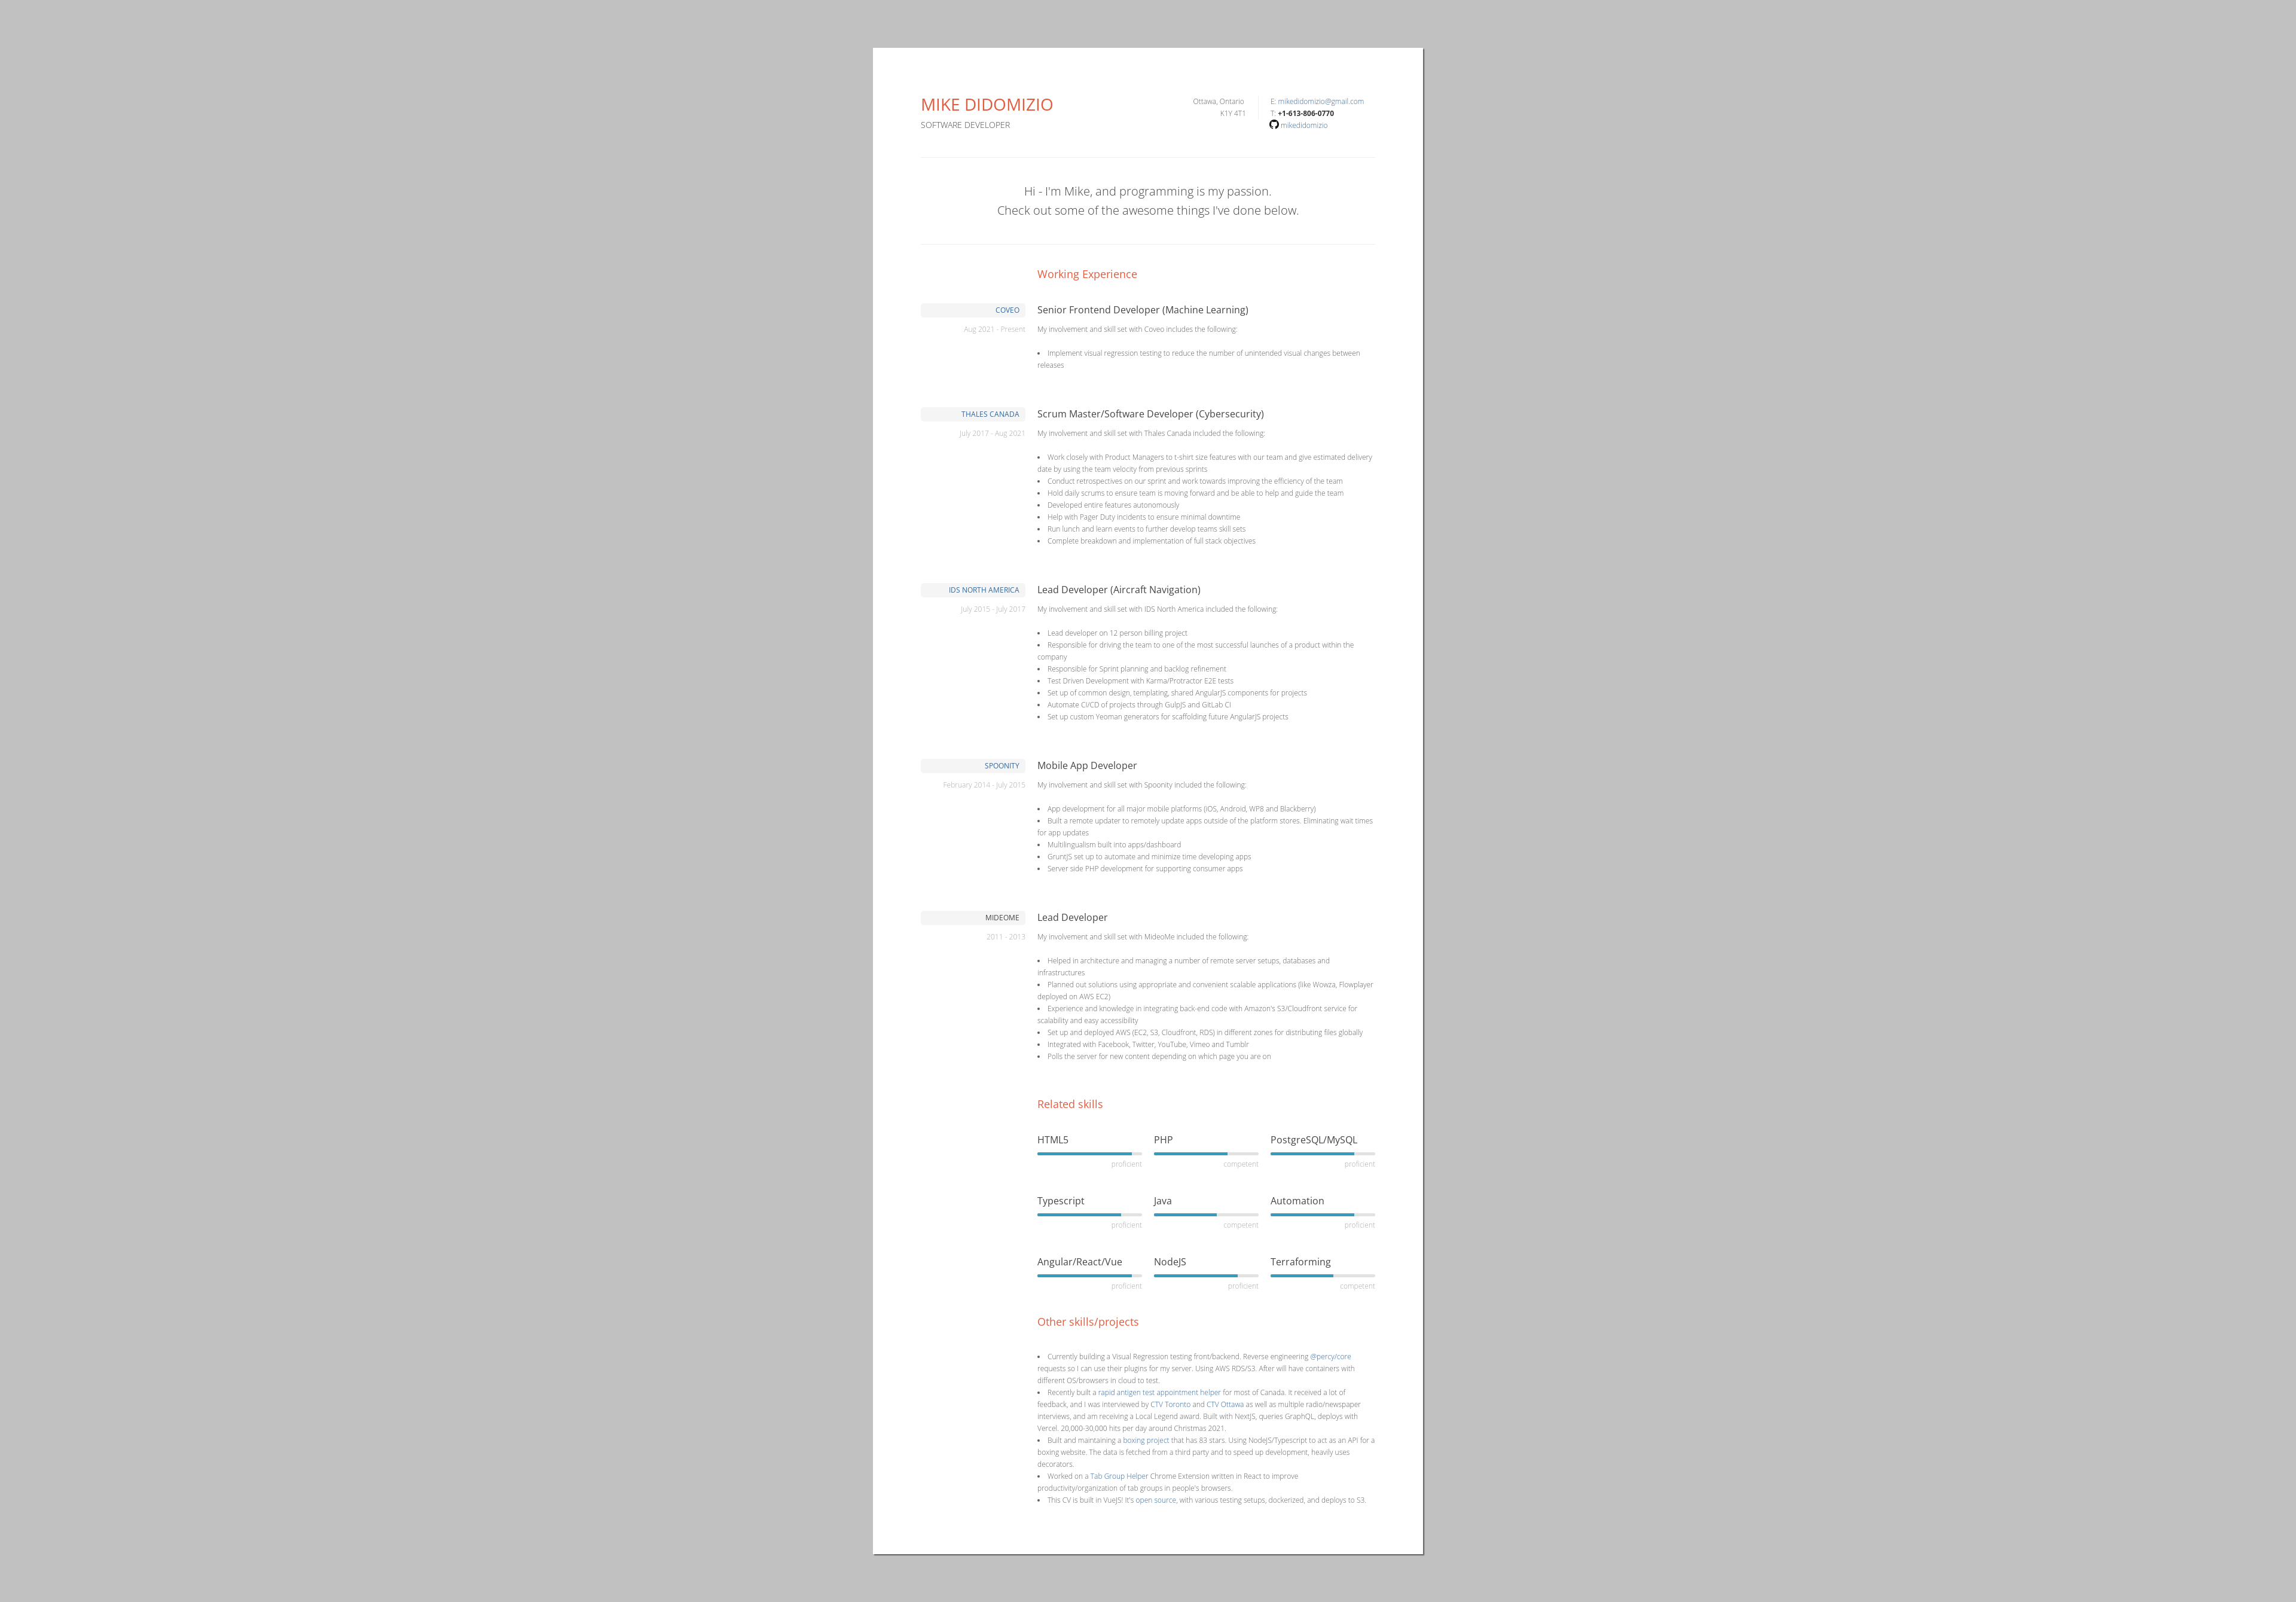 MIKE DIDOMIZIO
SOFTWARE DEVELOPER
Ottawa, Ontario
K1Y 4T1
E: mikedidomizio@gmail.com
T: +1-613-806-0770
mikedidomizio
Hi - I'm Mike, and programming is my passion.
Check out some of the awesome things I've done below.
Working Experience
COVEO
Aug 2021 - Present
Senior Frontend Developer (Machine Learning)
My involvement and skill set with Coveo includes the following:
• Implement visual regression testing to reduce the number of unintended visual changes between
releases
THALES CANADA
July 2017 - Aug 2021
Scrum Master/Software Developer (Cybersecurity)
My involvement and skill set with Thales Canada included the following:
• Work closely with Product Managers to t-shirt size features with our team and give estimated delivery
date by using the team velocity from previous sprints
• Conduct retrospectives on our sprint and work towards improving the efficiency of the team
• Hold daily scrums to ensure team is moving forward and be able to help and guide the team
• Developed entire features autonomously
• Help with Pager Duty incidents to ensure minimal downtime
• Run lunch and learn events to further develop teams skill sets
• Complete breakdown and implementation of full stack objectives
IDS NORTH AMERICA
July 2015 - July 2017
Lead Developer (Aircraft Navigation)
My involvement and skill set with IDS North America included the following:
• Lead developer on 12 person billing project
• Responsible for driving the team to one of the most successful launches of a product within the
company
• Responsible for Sprint planning and backlog refinement
• Test Driven Development with Karma/Protractor E2E tests
• Set up of common design, templating, shared AngularJS components for projects
• Automate CI/CD of projects through GulpJS and GitLab CI
• Set up custom Yeoman generators for scaffolding future AngularJS projects
SPOONITY
February 2014 - July 2015
Mobile App Developer
My involvement and skill set with Spoonity included the following:
• App development for all major mobile platforms (iOS, Android, WP8 and Blackberry)
• Built a remote updater to remotely update apps outside of the platform stores. Eliminating wait times
for app updates
• Multilingualism built into apps/dashboard
• GruntJS set up to automate and minimize time developing apps
• Server side PHP development for supporting consumer apps
MIDEOME
2011 - 2013
Lead Developer
My involvement and skill set with MideoMe included the following:
• Helped in architecture and managing a number of remote server setups, databases and
infrastructures
• Planned out solutions using appropriate and convenient scalable applications (like Wowza, Flowplayer
deployed on AWS EC2)
• Experience and knowledge in integrating back-end code with Amazon's S3/Cloudfront service for
scalability and easy accessibility
• Set up and deployed AWS (EC2, S3, Cloudfront, RDS) in different zones for distributing files globally
• Integrated with Facebook, Twitter, YouTube, Vimeo and Tumblr
• Polls the server for new content depending on which page you are on
Related skills
HTML5 PHP PostgreSQL/MySQL
proficient competent proficient
Typescript Java Automation
proficient competent proficient
Angular/React/Vue NodeJS Terraforming
proficient proficient competent
Other skills/projects
• Currently building a Visual Regression testing front/backend. Reverse engineering @percy/core
requests so I can use their plugins for my server. Using AWS RDS/S3. After will have containers with
different OS/browsers in cloud to test.
• Recently built a rapid antigen test appointment helper for most of Canada. It received a lot of
feedback, and I was interviewed by CTV Toronto and CTV Ottawa as well as multiple radio/newspaper
interviews, and am receiving a Local Legend award. Built with NextJS, queries GraphQL, deploys with
Vercel. 20,000-30,000 hits per day around Christmas 2021.
• Built and maintaining a boxing project that has 83 stars. Using NodeJS/Typescript to act as an API for a
boxing website. The data is fetched from a third party and to speed up development, heavily uses
decorators.
• Worked on a Tab Group Helper Chrome Extension written in React to improve
productivity/organization of tab groups in people's browsers.
• This CV is built in VueJS! It's open source, with various testing setups, dockerized, and deploys to S3.